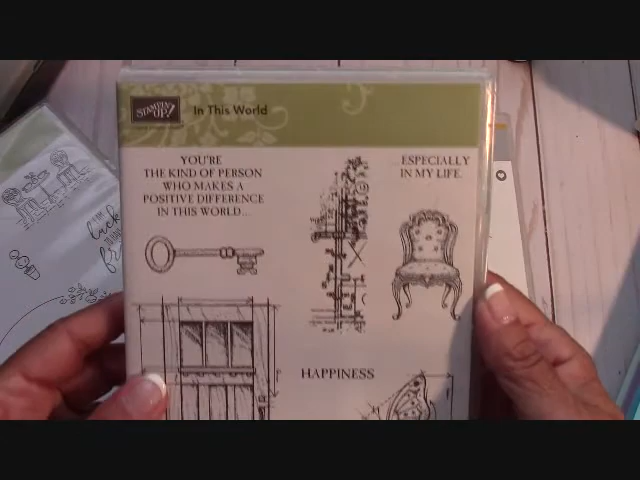 STAMPIN' UP!
In This World
YOU'RE
THE KIND OF PERSON
WHO MAKES A
POSITIVE DIFFERENCE
IN THIS WORLD...
ESPECIALLY
IN MY LIFE.
HAPPINESS